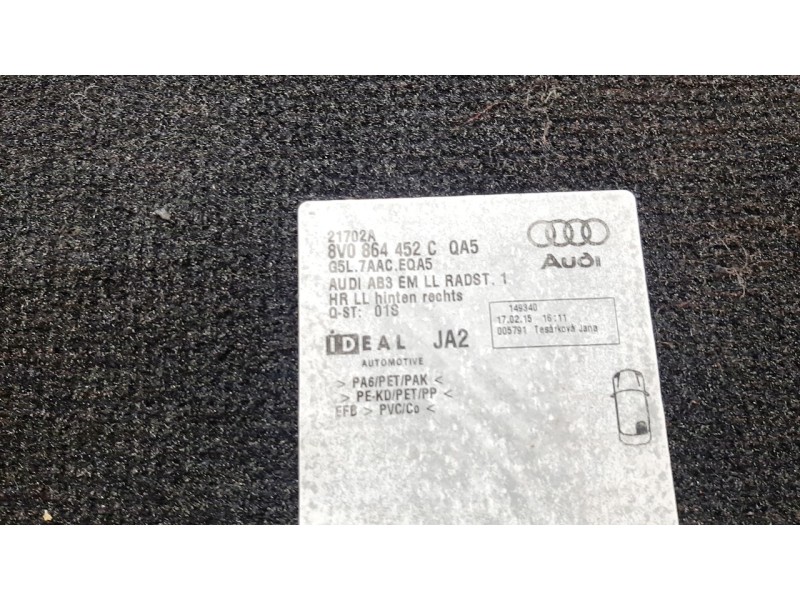 21702A
8V0 864 452 C QA5
G5L.7AAC.EQA5
AUDI AB3 EM LL RADST. 1
HR LL hinten rechts
Q-ST: 01S
Audi
149340
17.02.15 16:11
005791 Tesárková Jana
IDEAL JA2
AUTOMOTIVE
> PA6/PET/PAK <
> PE-KD/PET/PP <
EFB > PVC/Co <